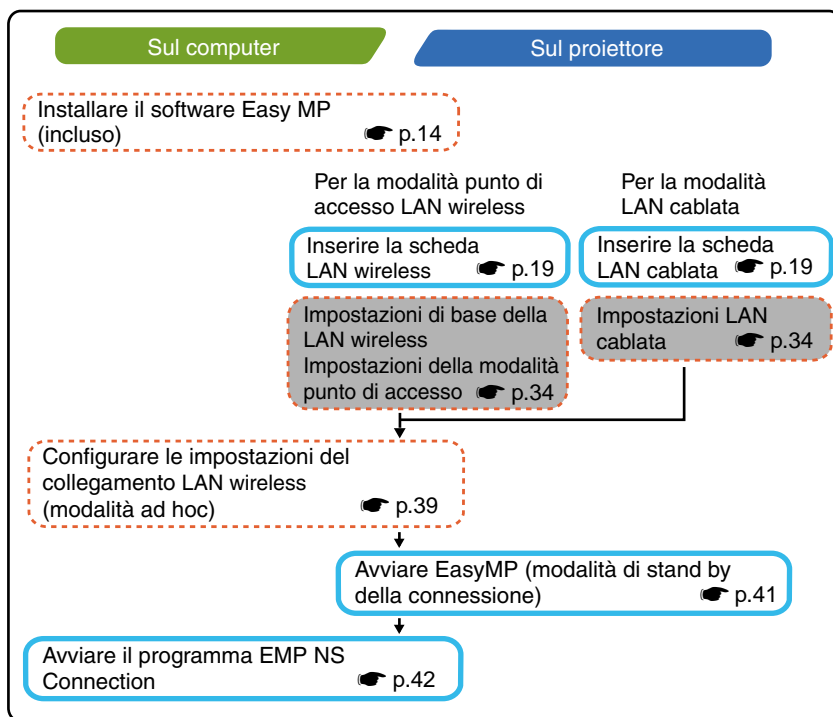 Sul computer
Sul proiettore
Installare il software Easy MP
(incluso) ☛ p.14
Per la modalità punto di
accesso LAN wireless
Inserire la scheda
LAN wireless ☛ p.19
Impostazioni di base della
LAN wireless
Impostazioni della modalità
punto di accesso ☛ p.34
Per la modalità
LAN cablata
Inserire la scheda
LAN cablata ☛ p.19
Impostazioni LAN
cablata ☛ p.34
Configurare le impostazioni del
collegamento LAN wireless
(modalità ad hoc) ☛ p.39
Avviare EasyMP (modalità di stand by
della connessione) ☛ p.41
Avviare il programma EMP NS
Connection ☛ p.42